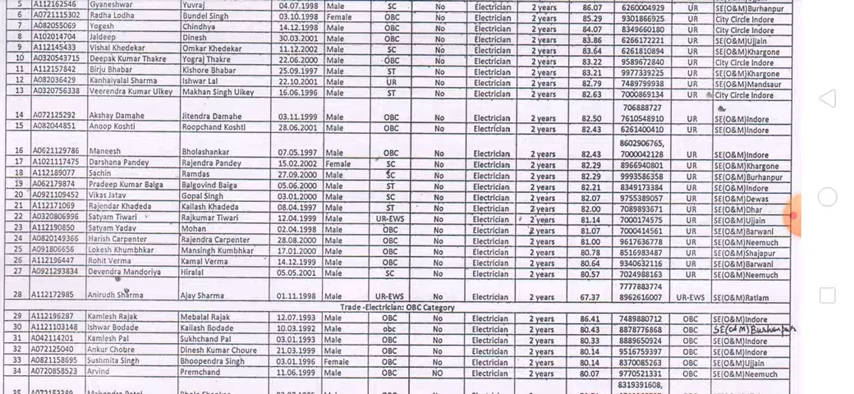 5 A112162546 Gyaneshwar Yuvraj 04.07.1998 Male SC No Electrician 2 years 86.07 6260004929 UR SE(O&M)Burhanpur
6 A0721115302 Radha Lodha Bundel Singh 03.10.1998 Female OBC No Electrician 2 years 85.29 9301866925 UR City Circle Indore
7 A082055069 Yogesh Chindhya 14.12.1998 Male OBC No Electrician 2 years 84.07 8349660180 UR City Circle Indore
8 A102014704 Jaideep Dinesh 30.03.2001 Male OBC No Electrician 2 years 83.86 6266172221 UR SE(O&M)Ujjain
9 A112145433 Vishal Khedekar Omkar Khedekar 11.12.2002 Male SC No Electrician 2 years 83.64 6261810894 UR SE(O&M)Khargone
10 A0320543715 Deepak Kumar Thakre Yograj Thakre 22.06.2000 Male OBC No Electrician 2 years 83.22 9589672840 UR City Circle Indore
11 A112157842 Birju Bhabar Kishore Bhabar 25.09.1997 Male ST No Electrician 2 years 83.21 9977339225 UR SE(O&M)Khargone
12 A082036429 Kanhaiyalal Sharma Ishwar Lal 22.10.2001 Male UR No Electrician 2 years 82.79 7489799938 UR SE(O&M)Mandsaur
13 A0320756338 Veerendra Kumar Uikey Makhan Singh Uikey 16.06.1996 Male ST No Electrician 2 years 82.63 7000869134 UR City Circle Indore
706888727
14 A072125292 Akshay Damahe Jitendra Damahe 03.11.1999 Male OBC No Electrician 2 years 82.50 7610548910 UR SE(O&M)Indore
15 A082044851 Anoop Koshti Roopchand Koshti 28.06.2001 Male OBC No Electrician 2 years 82.43 6261400410 UR SE(O&M)Indore
8602906765,
16 A0621129786 Maneesh Bholashankar 07.05.1997 Male OBC No Electrician 2 years 82.43 7000042128 UR SE(O&M)Indore
17 A1021117475 Darshana Pandey Rajendra Pandey 15.02.2002 Female SC No Electrician 2 years 82.29 8966940801 UR SE(O&M)Khargone
18 A112189077 Sachin Ramdas 27.09.2000 Male SC No Electrician 2 years 82.29 9993586358 UR SE(O&M)Burhanpur
19 A062179874 Pradeep Kumar Baiga Balgovind Baiga 05.06.2000 Male ST No Electrician 2 years 82.21 8349173384 UR SE(O&M)Indore
20 A0921109452 Vikas Jatav Gopal Singh 03.01.2000 Male SC No Electrician 2 years 82.07 9755389057 UR SE(O&M)Dewas
21 A112171069 Rajendar Khadeda Kailash Khadeda 08.04.1997 Male ST No Electrician 2 years 82.00 7089893671 UR SE(O&M)Dhar
22 A0320806996 Satyam Tiwari Rajkumar Tiwari 12.04.1999 Male UR-EWS No Electrician 2 years 81.14 7000174575 UR SE(O&M)Ujjain
23 A112190850 Satyam Yadav Mohan 02.04.1998 Male OBC No Electrician 2 years 81.07 7000414561 UR SE(O&M)Barwani
24 A0820149366 Harish Carpenter Rajendra Carpenter 28.08.2000 Male OBC No Electrician 2 years 81.00 9617636778 UR SE(O&M)Neemuch
25 A091806656 Lokesh Khumbhkar Mansingh Kumbhkar 17.01.2000 Male OBC No Electrician 2 years 80.78 8516983487 UR SE(O&M)Shajapur
26 A112196447 Rohit Verma Kamal Verma 14.12.1999 Male OBC No Electrician 2 years 80.64 9340632116 UR SE(O&M)Barwani
27 A0921293834 Devendra Mandoriya Hiralal 05.05.2001 Male SC No Electrician 2 years 80.57 7024988163 UR SE(O&M)Neemuch
7777883774
28 A112172985 Anirudh Sharma Ajay Sharma 01.11.1998 Male UR-EWS No Electrician 2 years 67.37 8962616007 UR-EWS SE(O&M)Ratlam
Trade -Electrician: OBC Category
29 A112196287 Kamlesh Rajak Mebalal Rajak 12.07.1993 Male OBC No Electrician 2 years 86.41 7489880712 OBC SE(O&M)Indore
30 A1121103148 Ishwar Bodade Kailash Bodade 10.03.1992 Male obc No Electrician 2 years 80.43 8878776868 OBC
31 A042114201 Kamlesh Pal Sukhchand Pal 03.01.1993 Male OBC No Electrician 2 years 80.33 8889650924 OBC SE(O&M)Indore
32 A072125040 Ankur Choure Dinesh Kumar Choure 21.03.1999 Male OBC No Electrician 2 years 80.14 9516759397 OBC SE(O&M)Indore
33 A0821158695 Sushmita Singh Bhoopendra Singh 03.01.1996 Female OBC No Electrician 2 years 80.14 8370085263 OBC SE(O&M)Ujjain
34 A0720858523 Arvind Premchand 11.06.1999 Male OBC NO Electrician 2 years 80.07 9770521331 OBC SE(O&M)Neemuch
8319391608,